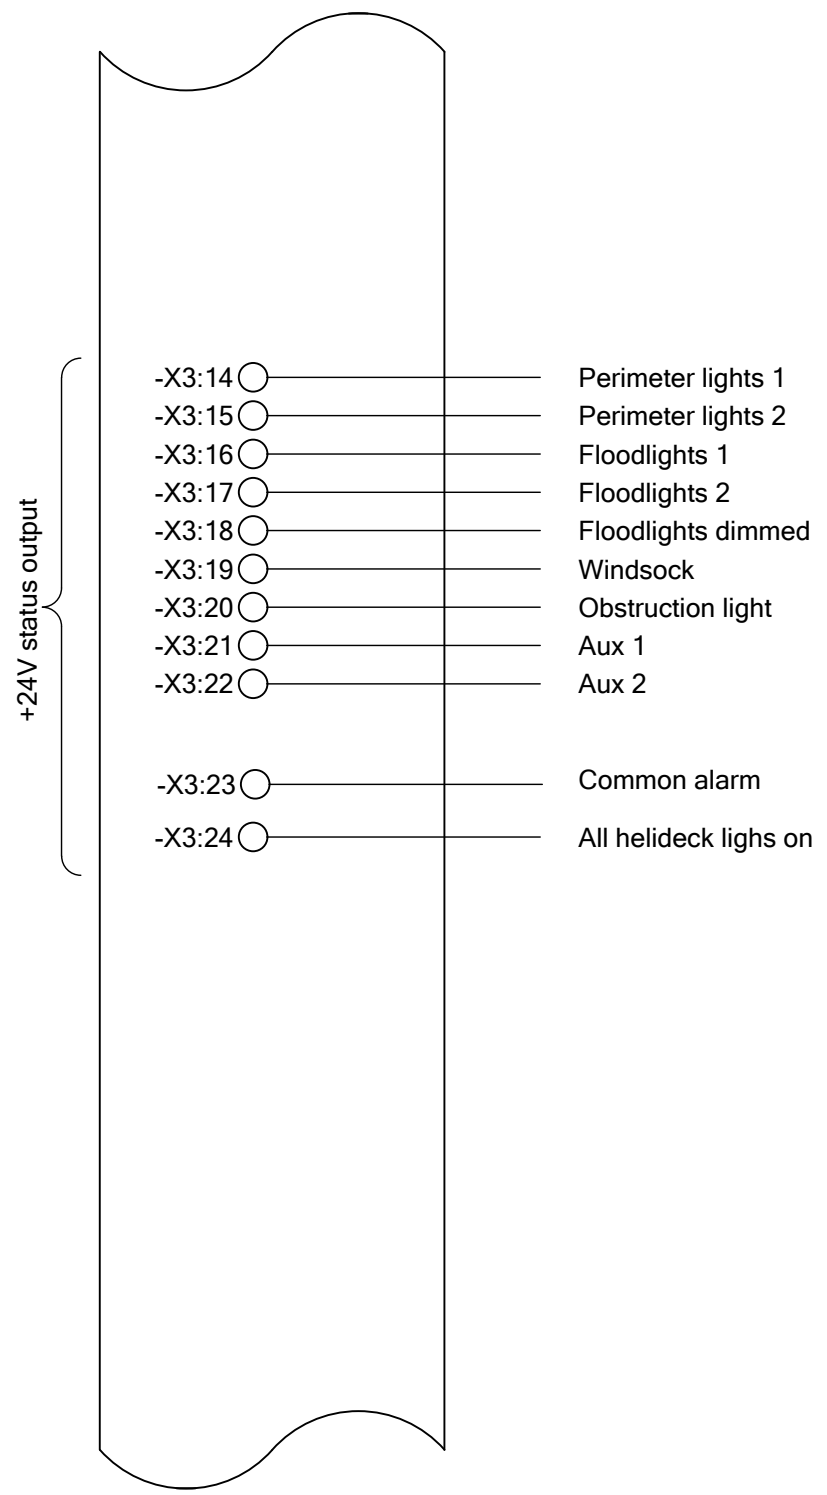 +24V status output
-X3:14 Perimeter lights 1
-X3:15 Perimeter lights 2
-X3:16 Floodlights 1
-X3:17 Floodlights 2
-X3:18 Floodlights dimmed
-X3:19 Windsock
-X3:20 Obstruction light
-X3:21 Aux 1
-X3:22 Aux 2
-X3:23 Common alarm
-X3:24 All helideck lighs on